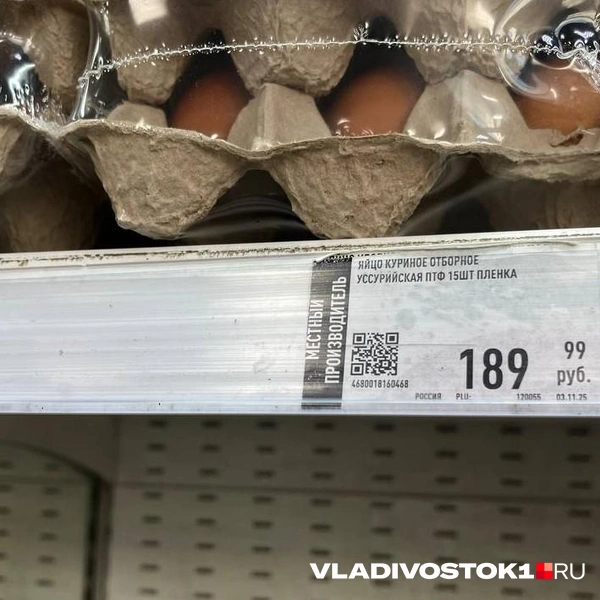 ЯЙЦО КУРИНОЕ ОТБОРНОЕ
УССУРИЙСКАЯ ПТФ 15ШТ ПЛЕНКА
МЕСТНЫЙ
ПРОИЗВОДИТЕЛЬ
4680018160468
189 99
руб.
РОССИЯ PLU: 120055 03.11.25
VLADIVOSTOK1.RU